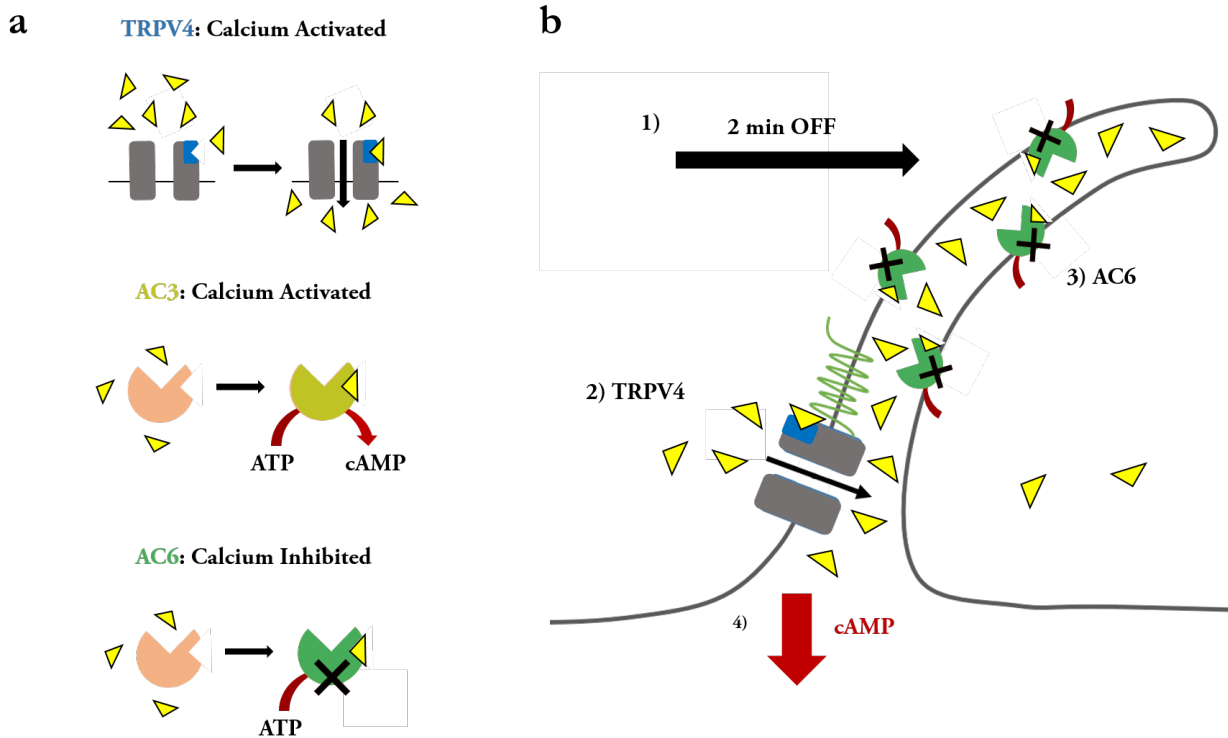 a
TRPV4: Calcium Activated
AC3: Calcium Activated
ATP
cAMP
AC6: Calcium Inhibited
ATP
b
1)
2 min OFF
3) AC6
2) TRPV4
4)
cAMP